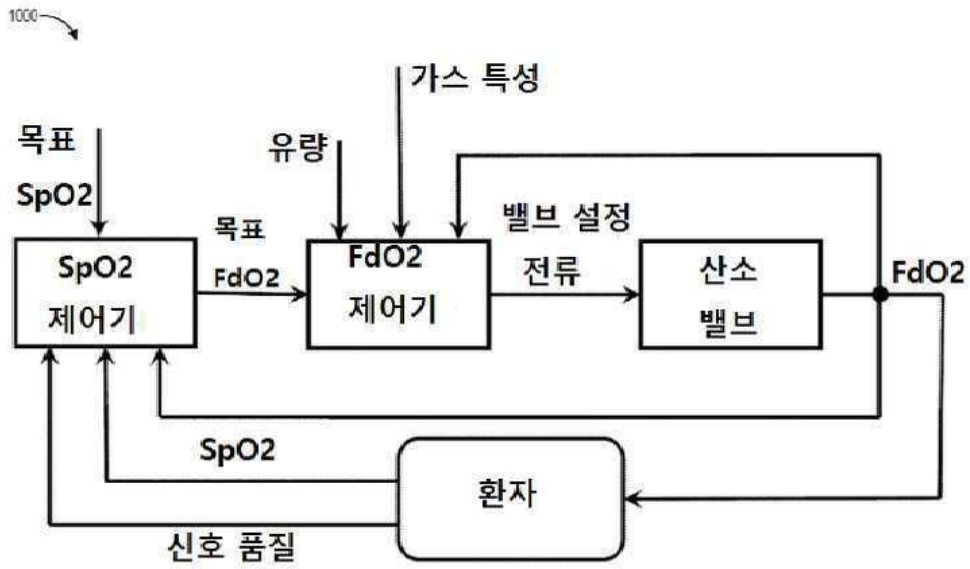 1000
가스 특성
목표
SpO2
유량
SpO2
제어기
목표
FdO2
FdO2
제어기
밸브 설정
전류
산소
밸브
FdO2
SpO2
환자
신호 품질